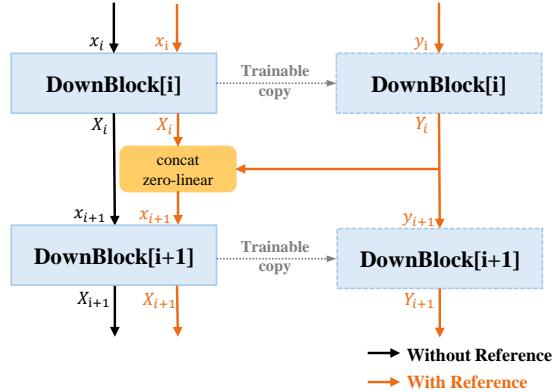 x_i x_i y_i
DownBlock[i] Trainable copy DownBlock[i]
X_i X_i Y_i
concat
zero-linear
x_{i+1} x_{i+1} y_{i+1}
DownBlock[i+1] Trainable copy DownBlock[i+1]
X_{i+1} X_{i+1} Y_{i+1}
Without Reference
With Reference